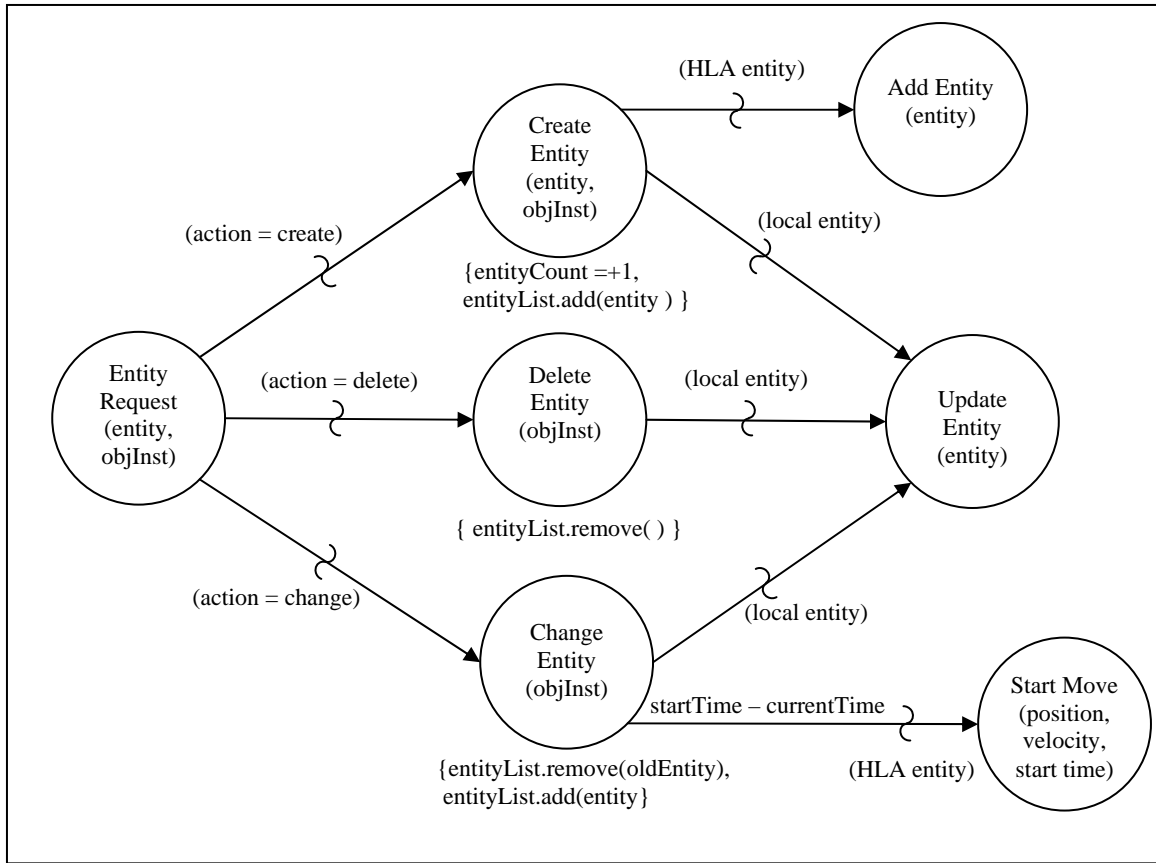 (HLA entity)
Add Entity
(entity)
Create
Entity
(entity,
objInst)
(local entity)
(action = create)
{entityCount =+1,
entityList.add(entity ) }
Entity
Request
(entity,
objInst)
(action = delete)
Delete
Entity
(objInst)
(local entity)
Update
Entity
(entity)
{ entityList.remove( ) }
(action = change)
Change
Entity
(objInst)
(local entity)
startTime – currentTime
(HLA entity)
Start Move
(position,
velocity,
start time)
{entityList.remove(oldEntity),
entityList.add(entity}